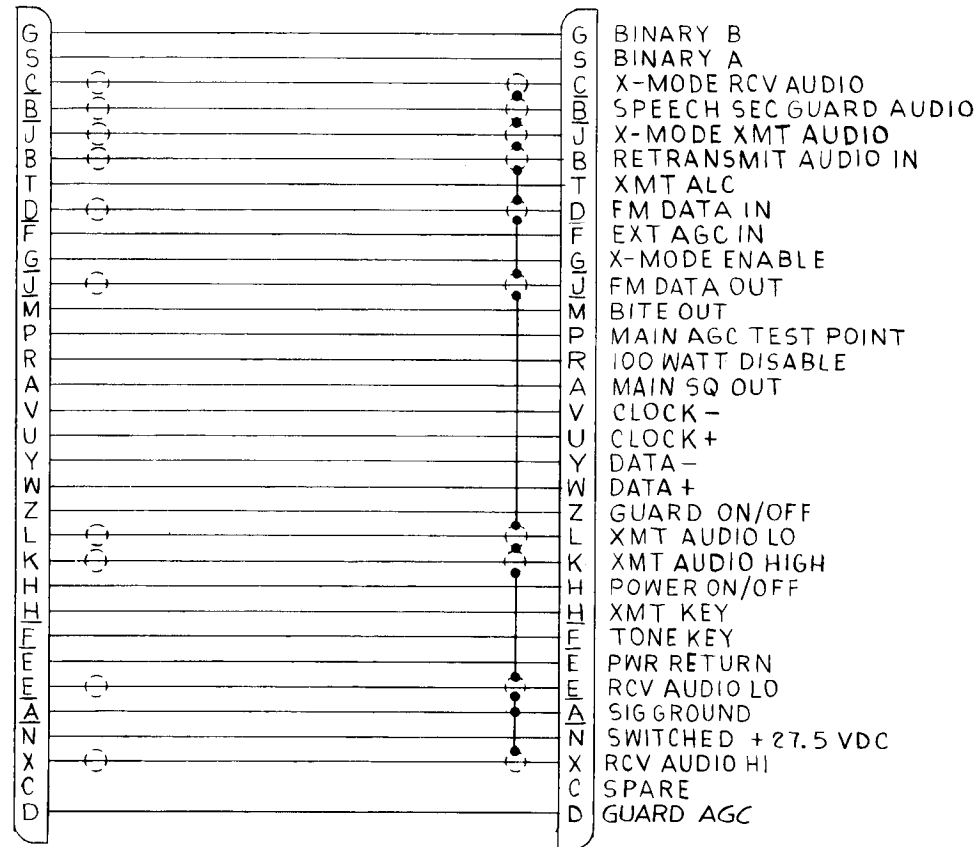 G G BINARY B
S S BINARY A
C C X-MODE RCV AUDIO
B B SPEECH SEC GUARD AUDIO
J J X-MODE XMT AUDIO
B B RETRANSMIT AUDIO IN
T T XMT ALC
D D FM DATA IN
F F EXT AGC IN
G G X-MODE ENABLE
J J FM DATA OUT
M M BITE OUT
P P MAIN AGC TEST POINT
R R 100 WATT DISABLE
A A MAIN SQ OUT
V V CLOCK -
U U CLOCK +
Y Y DATA -
W W DATA +
Z Z GUARD ON/OFF
L L XMT AUDIO LO
K K XMT AUDIO HIGH
H H POWER ON/OFF
H H XMT KEY
F F TONE KEY
E E PWR RETURN
E E RCV AUDIO LO
A A SIG GROUND
N N SWITCHED +27.5 VDC
X X RCV AUDIO HI
C C SPARE
D D GUARD AGC